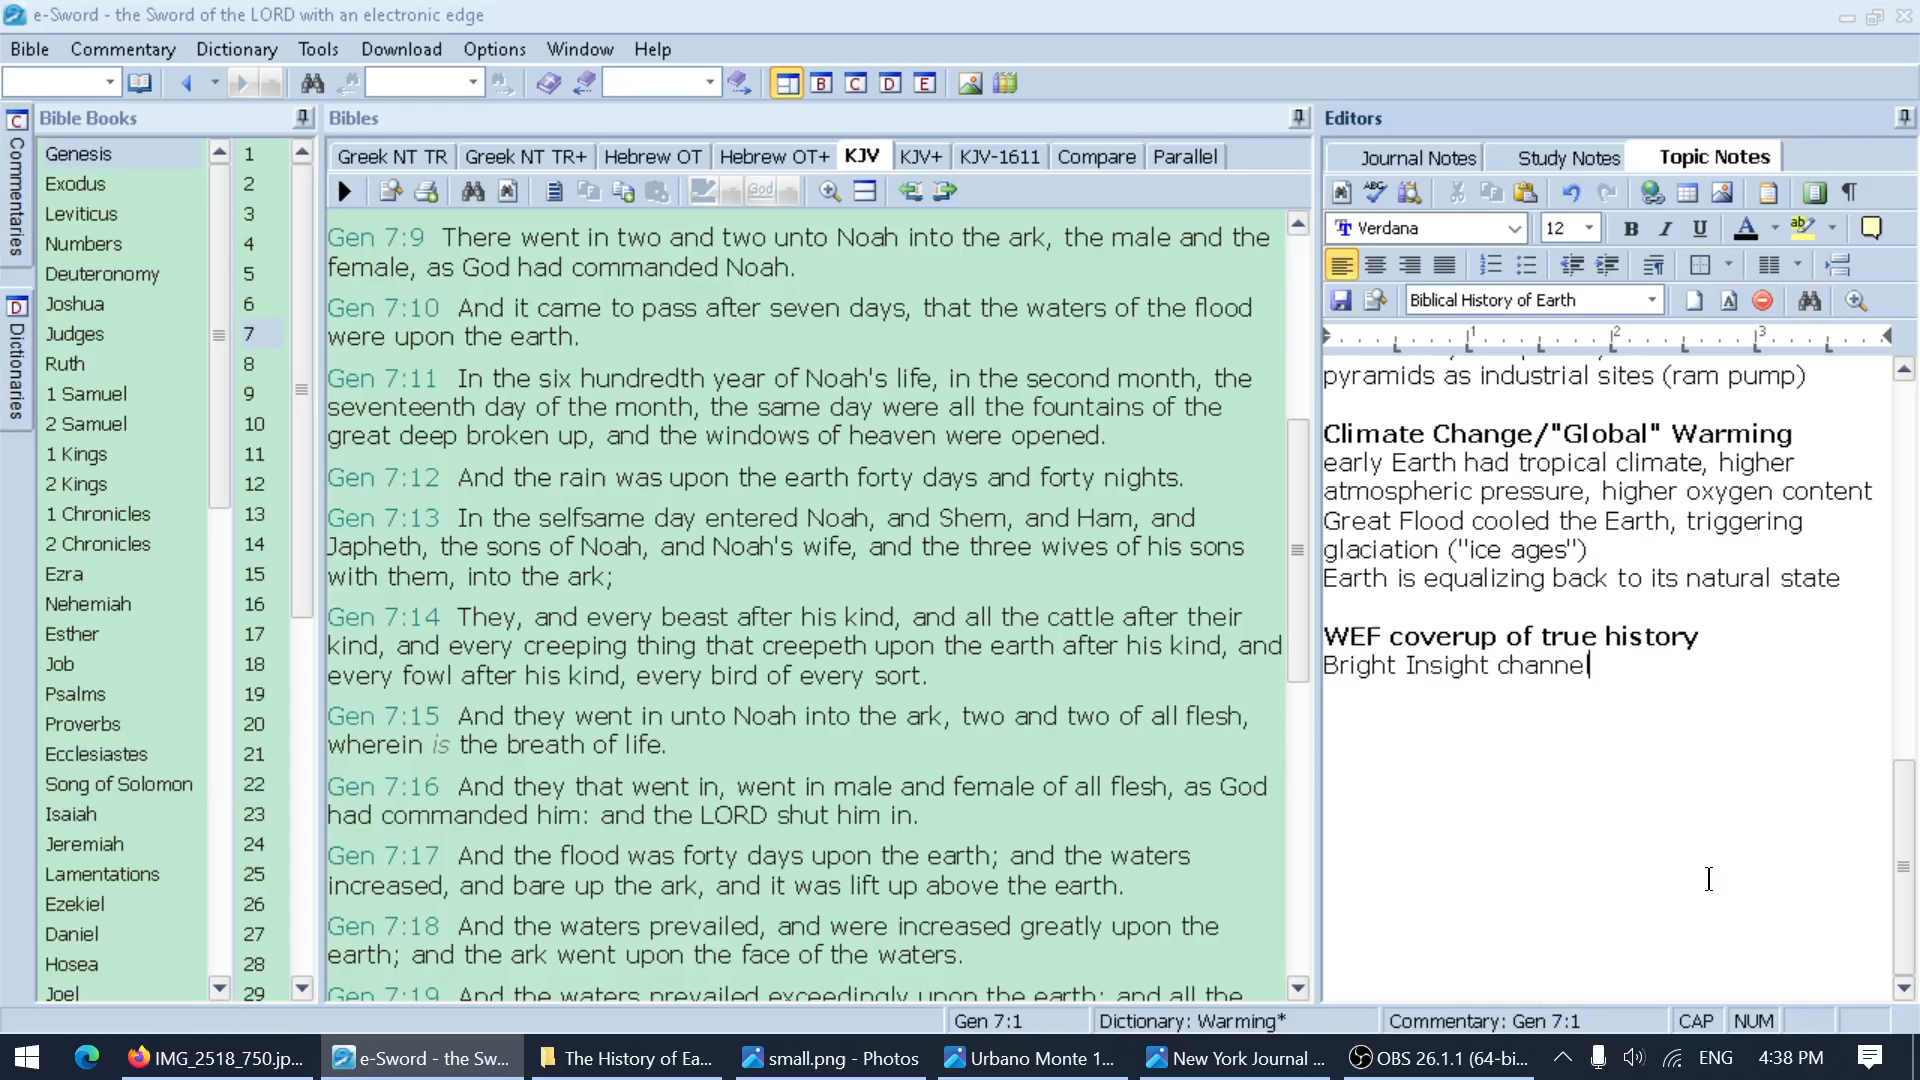 e-Sword - the Sword of the LORD with an electronic edge
Bible Commentary Dictionary Tools Download Options Window Help
B C D E
C Commentaries
D Dictionaries
Bible Books
Genesis
Exodus
Leviticus
Numbers
Deuteronomy
Joshua
Judges
Ruth
1 Samuel
2 Samuel
1 Kings
2 Kings
1 Chronicles
2 Chronicles
Ezra
Nehemiah
Esther
Job
Psalms
Proverbs
Ecclesiastes
Song of Solomon
Isaiah
Jeremiah
Lamentations
Ezekiel
Daniel
Hosea
Joel
1
2
3
4
5
6
7
8
9
10
11
12
13
14
15
16
17
18
19
20
21
22
23
24
25
26
27
28
29
Bibles
Greek NT TR Greek NT TR+ Hebrew OT Hebrew OT+ KJV KJV+ KJV-1611 Compare Parallel
God
Gen 7:9 There went in two and two unto Noah into the ark, the male and the
female, as God had commanded Noah.
Gen 7:10 And it came to pass after seven days, that the waters of the flood
were upon the earth.
Gen 7:11 In the six hundredth year of Noah's life, in the second month, the
seventeenth day of the month, the same day were all the fountains of the
great deep broken up, and the windows of heaven were opened.
Gen 7:12 And the rain was upon the earth forty days and forty nights.
Gen 7:13 In the selfsame day entered Noah, and Shem, and Ham, and
Japheth, the sons of Noah, and Noah's wife, and the three wives of his sons
with them, into the ark;
Gen 7:14 They, and every beast after his kind, and all the cattle after their
kind, and every creeping thing that creepeth upon the earth after his kind, and
every fowl after his kind, every bird of every sort.
Gen 7:15 And they went in unto Noah into the ark, two and two of all flesh,
wherein is the breath of life.
Gen 7:16 And they that went in, went in male and female of all flesh, as God
had commanded him: and the LORD shut him in.
Gen 7:17 And the flood was forty days upon the earth; and the waters
increased, and bare up the ark, and it was lift up above the earth.
Gen 7:18 And the waters prevailed, and were increased greatly upon the
earth; and the ark went upon the face of the waters.
Gen 7:19 And the waters prevailed exceedingly upon the earth; and all the
Editors
Journal Notes Study Notes Topic Notes
ABC
Verdana 12 B I U A ab
Biblical History of Earth
1 2 3
pyramids as industrial sites (ram pump)
Climate Change/"Global" Warming
early Earth had tropical climate, higher
atmospheric pressure, higher oxygen content
Great Flood cooled the Earth, triggering
glaciation ("ice ages")
Earth is equalizing back to its natural state
WEF coverup of true history
Bright Insight channel
Gen 7:1 Dictionary: Warming* Commentary: Gen 7:1 CAP NUM
IMG_2518_750.jp... e-Sword - the Sw... The History of Ea... small.png - Photos Urbano Monte 1... New York Journal ... OBS 26.1.1 (64-bi... ENG 4:38 PM